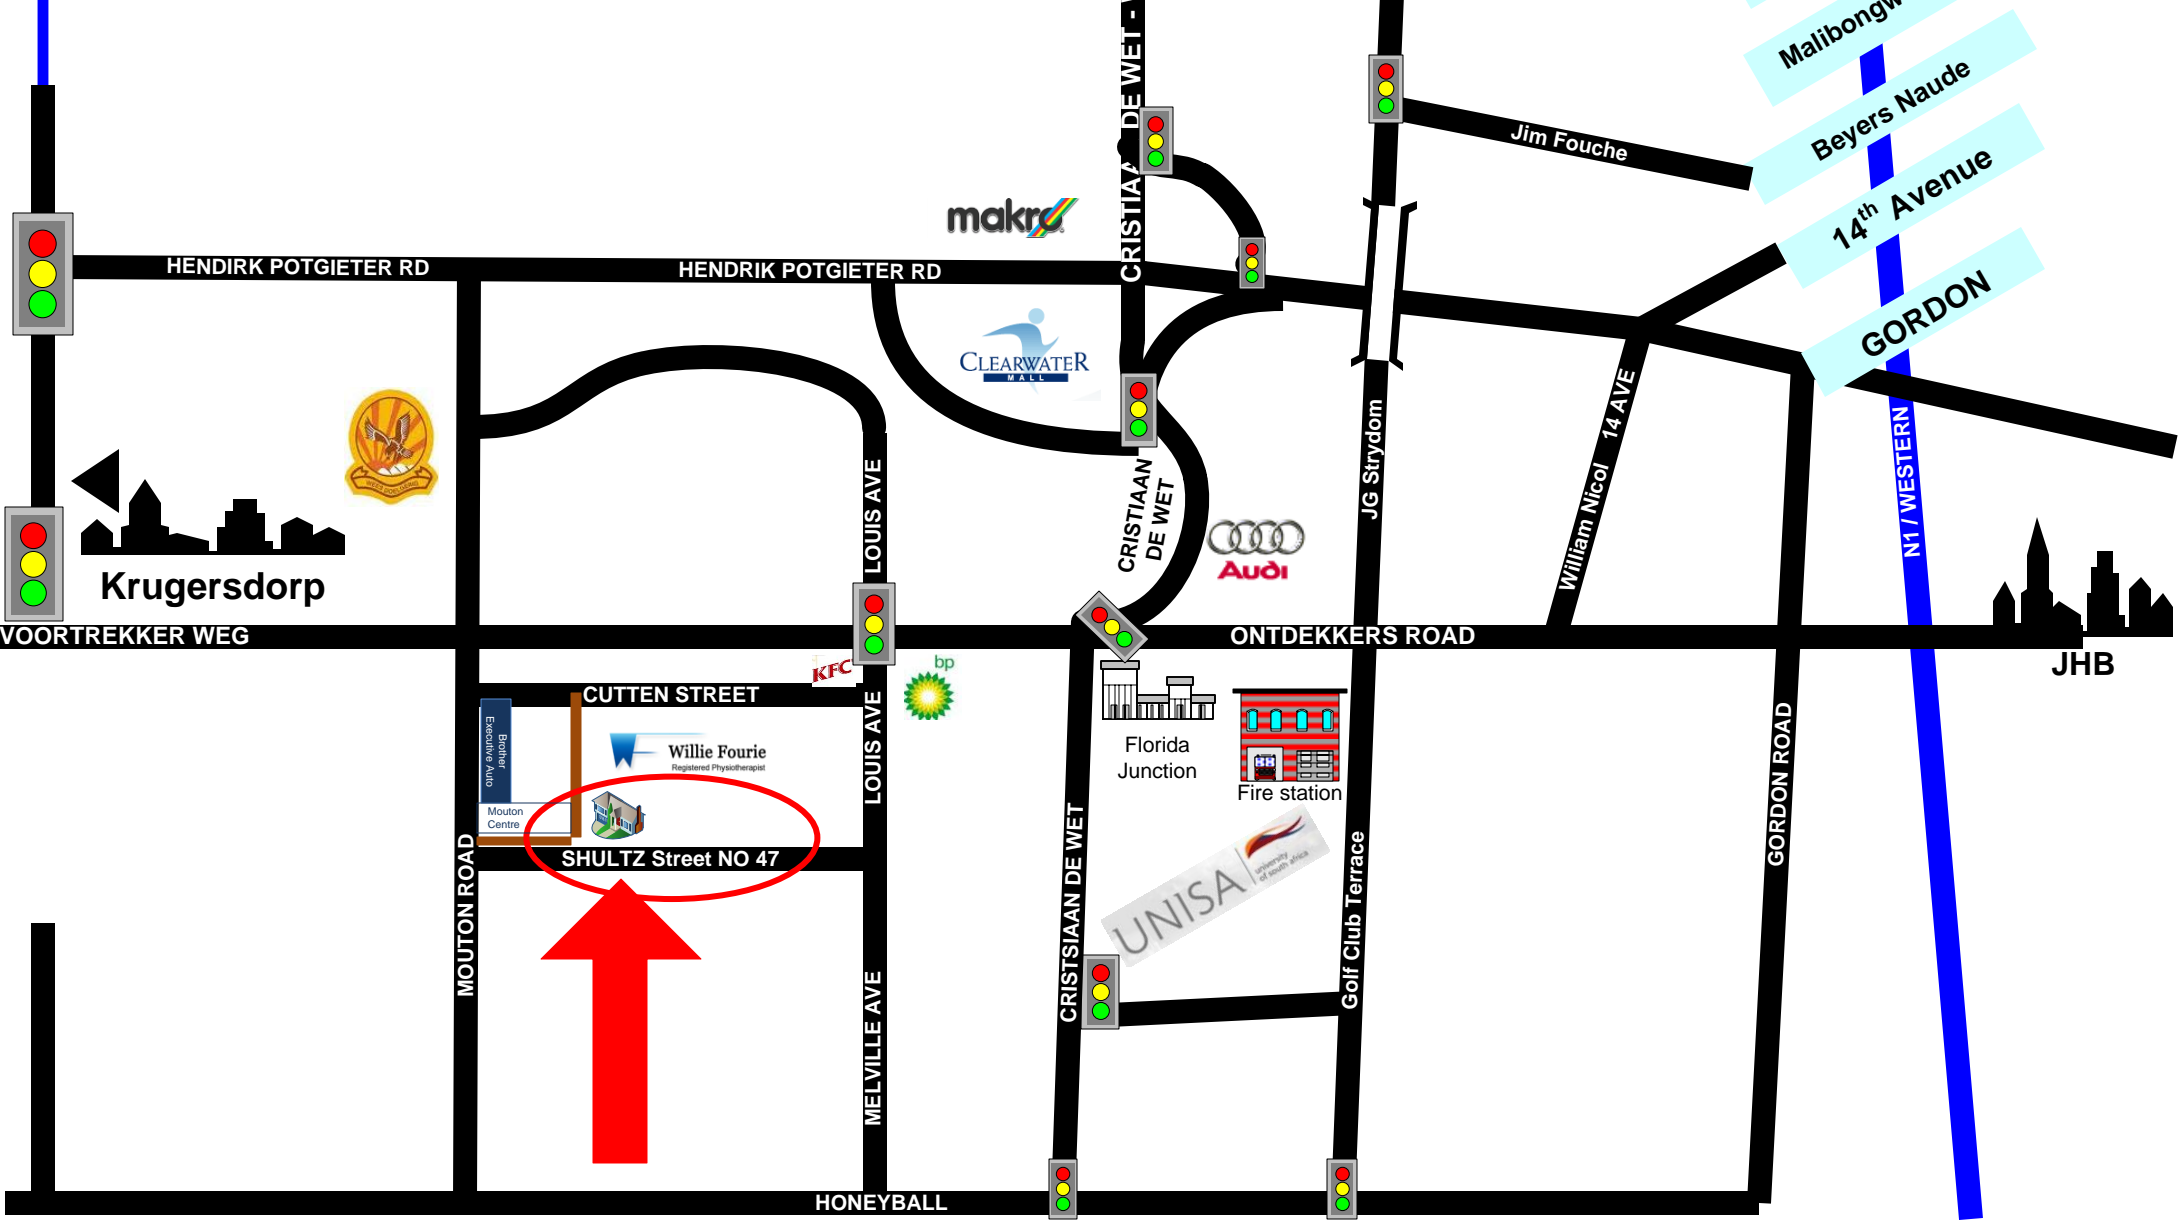 CRISTIAAN DE WET -
Malibongw
Beyers Naude
Jim Fouche
14th Avenue
makro
HENDIRK POTGIETER RD
HENDRIK POTGIETER RD
GORDON
CLEARWATER
MALL
14 AVE
William Nicol
JG Strydom
N1 / WESTERN
LOUIS AVE
CRISTIAAN
DE WET
Audi
Krugersdorp
VOORTREKKER WEG
ONTDEKKERS ROAD
JHB
KFC
bp
CUTTEN STREET
Brother
Executive Auto
Willie Fourie
Registered Physiotherapist
LOUIS AVE
Florida
Junction
Fire station
GORDON ROAD
Mouton
Centre
SHULTZ Street NO 47
MOUTON ROAD
CRISTSIAAN DE WET
UNISA
university
of south africa
Golf Club Terrace
MELVILLE AVE
HONEYBALL